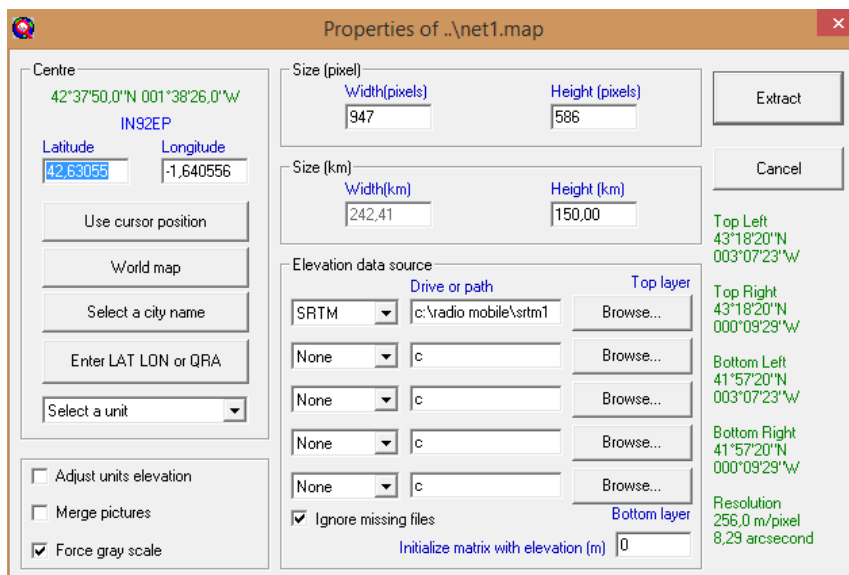 Properties of ..\net1.map
Centre
42°37'50,0''N 001°38'26,0''W
IN92EP
Latitude Longitude
42,63055 -1,640556
Use cursor position
World map
Select a city name
Enter LAT LON or QRA
Select a unit
Adjust units elevation
Merge pictures
Force gray scale
Size (pixel)
Width(pixels) Height (pixels)
947 586
Size (km)
Width(km) Height (km)
242,41 150,00
Elevation data source
Drive or path Top layer
SRTM c:\radio mobile\srtm1 Browse...
None c Browse...
None c Browse...
None c Browse...
None c Browse...
Ignore missing files Bottom layer
Initialize matrix with elevation (m) 0
Extract
Cancel
Top Left
43°18'20''N
003°07'23''W
Top Right
43°18'20''N
000°09'29''W
Bottom Left
41°57'20''N
003°07'23''W
Bottom Right
41°57'20''N
000°09'29''W
Resolution
256,0 m/pixel
8,29 arcsecond